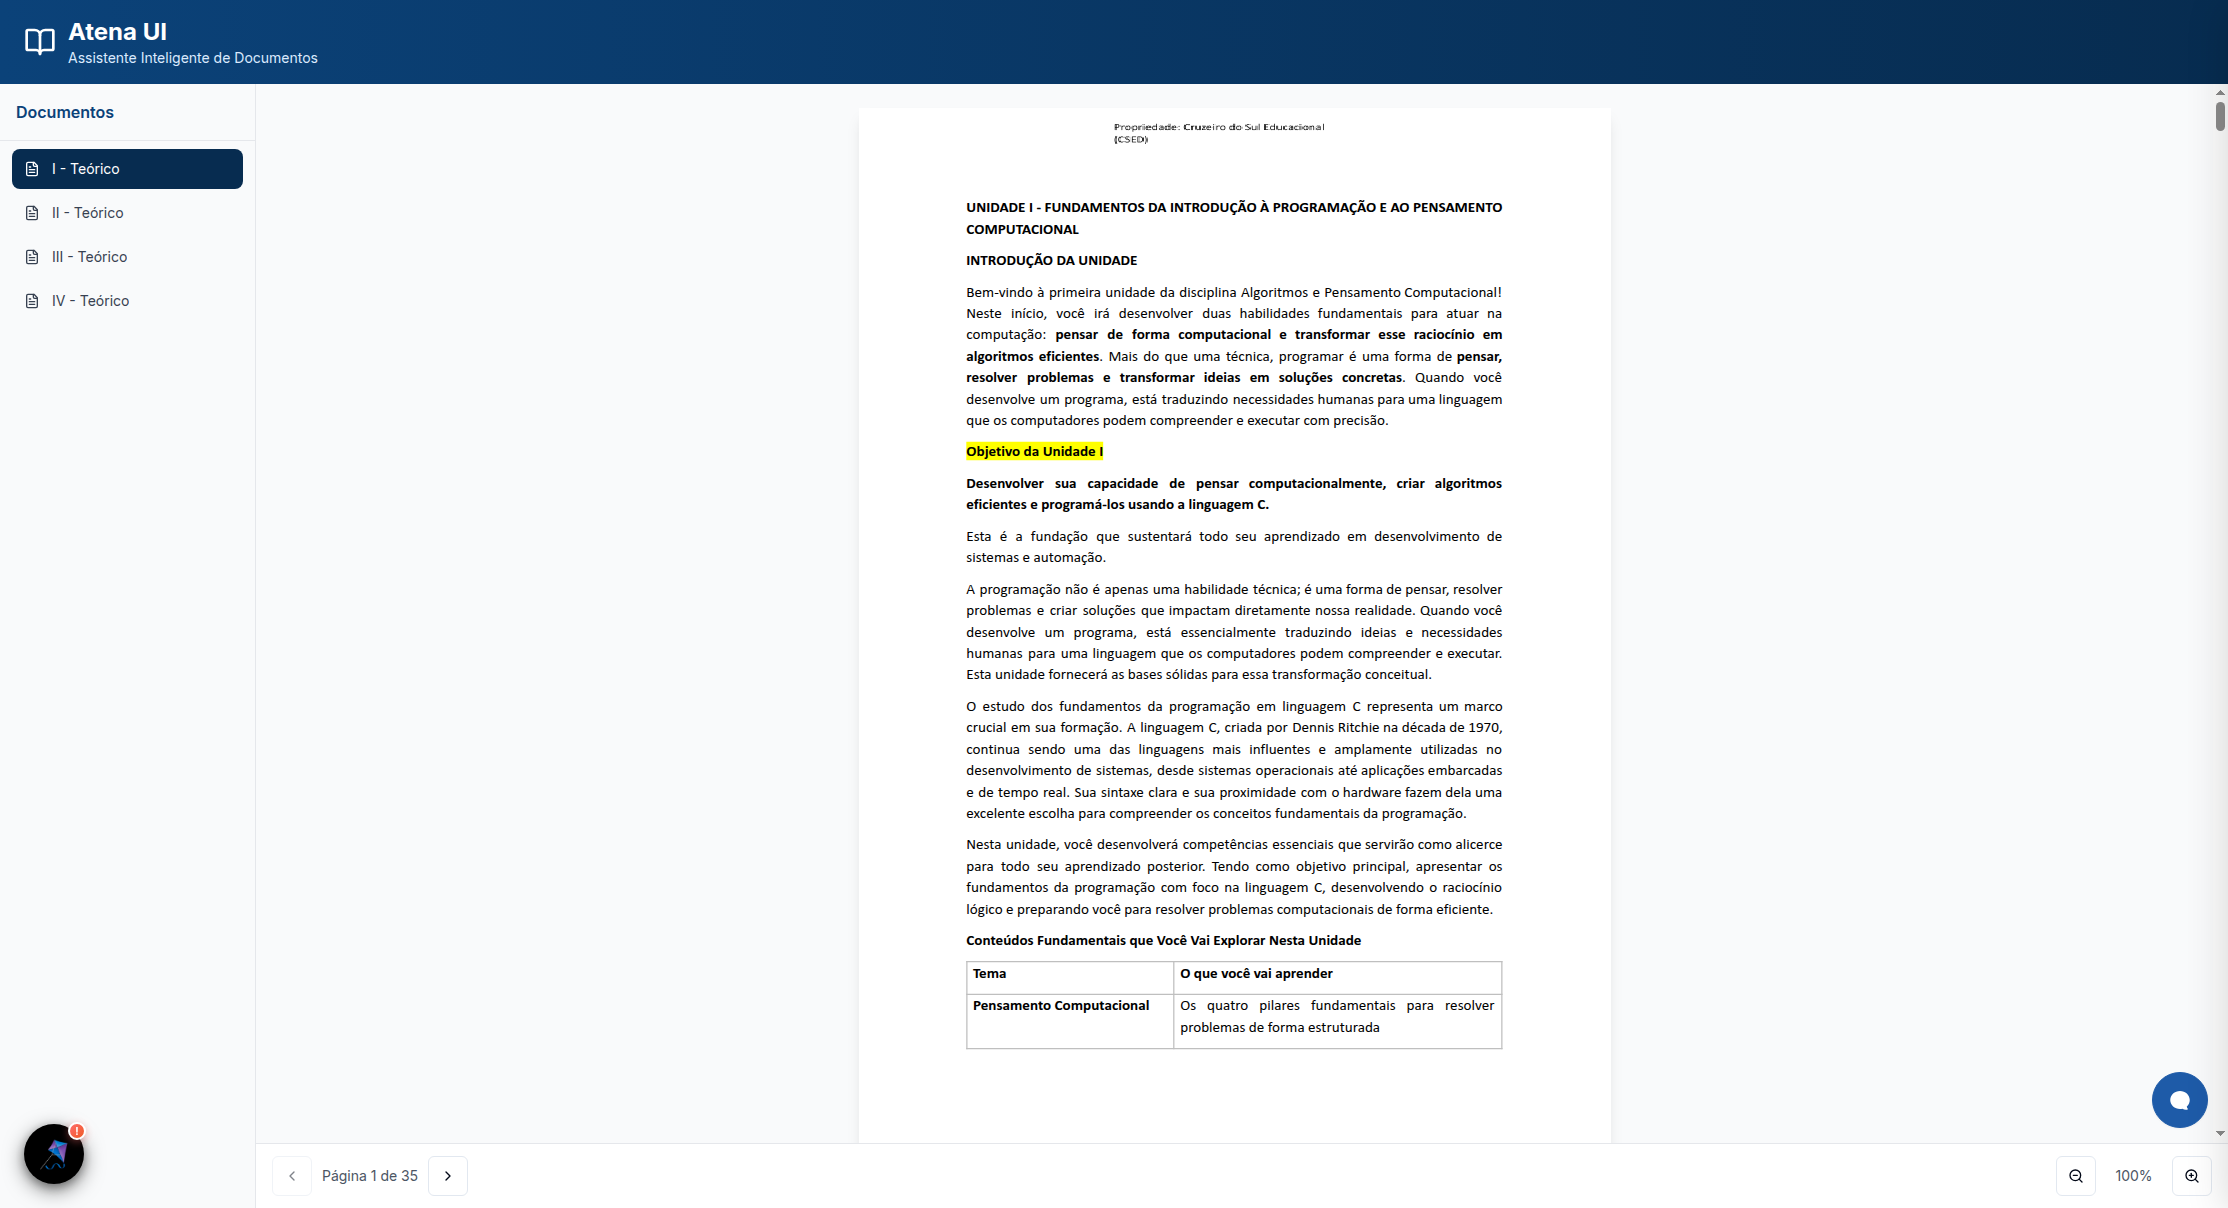 Atena UI
Assistente Inteligente de Documentos
Documentos
I - Teórico
II - Teórico
III - Teórico
IV - Teórico
Propriedade: Cruzeiro do Sul Educacional
(CSED)
UNIDADE I - FUNDAMENTOS DA INTRODUÇÃO À PROGRAMAÇÃO E AO PENSAMENTO
COMPUTACIONAL
INTRODUÇÃO DA UNIDADE
Bem-vindo à primeira unidade da disciplina Algoritmos e Pensamento Computacional!
Neste início, você irá desenvolver duas habilidades fundamentais para atuar na
computação: pensar de forma computacional e transformar esse raciocínio em
algoritmos eficientes. Mais do que uma técnica, programar é uma forma de pensar,
resolver problemas e transformar ideias em soluções concretas. Quando você
desenvolve um programa, está traduzindo necessidades humanas para uma linguagem
que os computadores podem compreender e executar com precisão.
Objetivo da Unidade I
Desenvolver sua capacidade de pensar computacionalmente, criar algoritmos
eficientes e programá-los usando a linguagem C.
Esta é a fundação que sustentará todo seu aprendizado em desenvolvimento de
sistemas e automação.
A programação não é apenas uma habilidade técnica; é uma forma de pensar, resolver
problemas e criar soluções que impactam diretamente nossa realidade. Quando você
desenvolve um programa, está essencialmente traduzindo ideias e necessidades
humanas para uma linguagem que os computadores podem compreender e executar.
Esta unidade fornecerá as bases sólidas para essa transformação conceitual.
O estudo dos fundamentos da programação em linguagem C representa um marco
crucial em sua formação. A linguagem C, criada por Dennis Ritchie na década de 1970,
continua sendo uma das linguagens mais influentes e amplamente utilizadas no
desenvolvimento de sistemas, desde sistemas operacionais até aplicações embarcadas
e de tempo real. Sua sintaxe clara e sua proximidade com o hardware fazem dela uma
excelente escolha para compreender os conceitos fundamentais da programação.
Nesta unidade, você desenvolverá competências essenciais que servirão como alicerce
para todo seu aprendizado posterior. Tendo como objetivo principal, apresentar os
fundamentos da programação com foco na linguagem C, desenvolvendo o raciocínio
lógico e preparando você para resolver problemas computacionais de forma eficiente.
Conteúdos Fundamentais que Você Vai Explorar Nesta Unidade
Tema
O que você vai aprender
Pensamento Computacional
Os quatro pilares fundamentais para resolver
problemas de forma estruturada
Página 1 de 35
100%